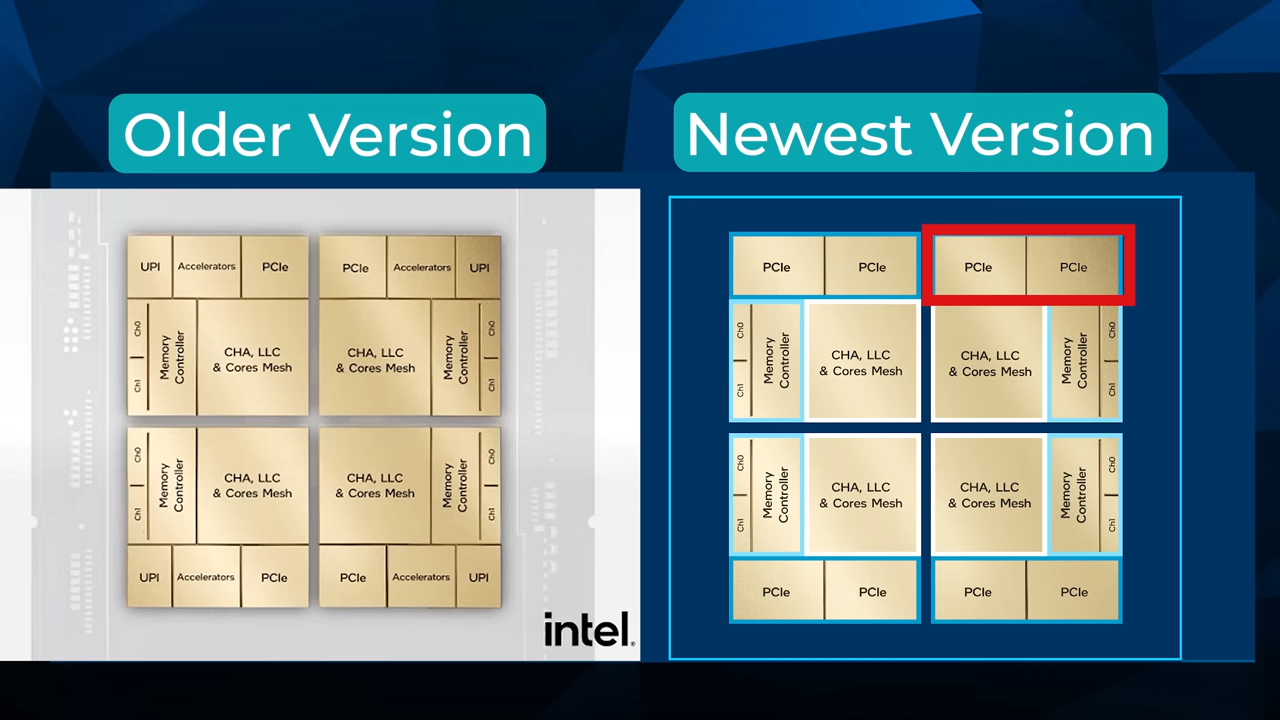 Older Version
Newest Version
UPI
Accelerators
PCIe
PCIe
Accelerators
UPI
Ch0
Ch1
Memory
Controller
CHA, LLC
& Cores Mesh
CHA, LLC
& Cores Mesh
Memory
Controller
Ch0
Ch1
Ch0
Ch1
Memory
Controller
CHA, LLC
& Cores Mesh
CHA, LLC
& Cores Mesh
Memory
Controller
Ch0
Ch1
UPI
Accelerators
PCIe
PCIe
Accelerators
UPI
intel.
PCIe
PCIe
PCIe
PCIe
Ch0
Ch1
Memory
Controller
CHA, LLC
& Cores Mesh
CHA, LLC
& Cores Mesh
Memory
Controller
Ch0
Ch1
Ch0
Ch1
Memory
Controller
CHA, LLC
& Cores Mesh
CHA, LLC
& Cores Mesh
Memory
Controller
Ch0
Ch1
PCIe
PCIe
PCIe
PCIe